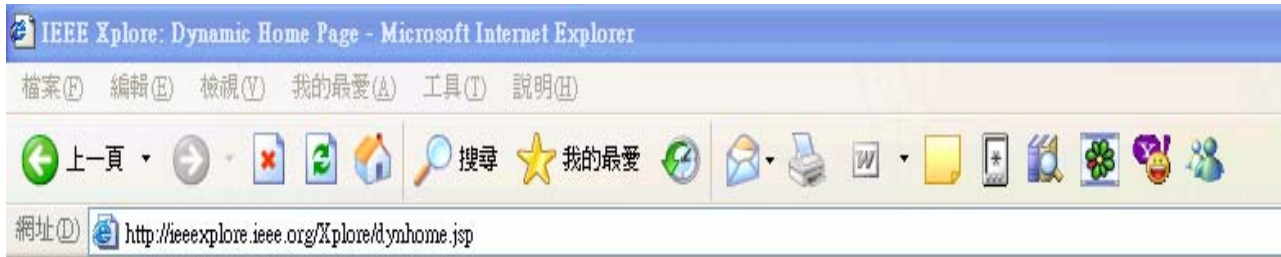 IEEE Xplore: Dynamic Home Page - Microsoft Internet Explorer
檔案(F) 編輯(E) 檢視(V) 我的最愛(A) 工具(T) 說明(H)
上一頁 搜尋 我的最愛 W
網址(D) http://ieeexplore.ieee.org/Xplore/dynhome.jsp